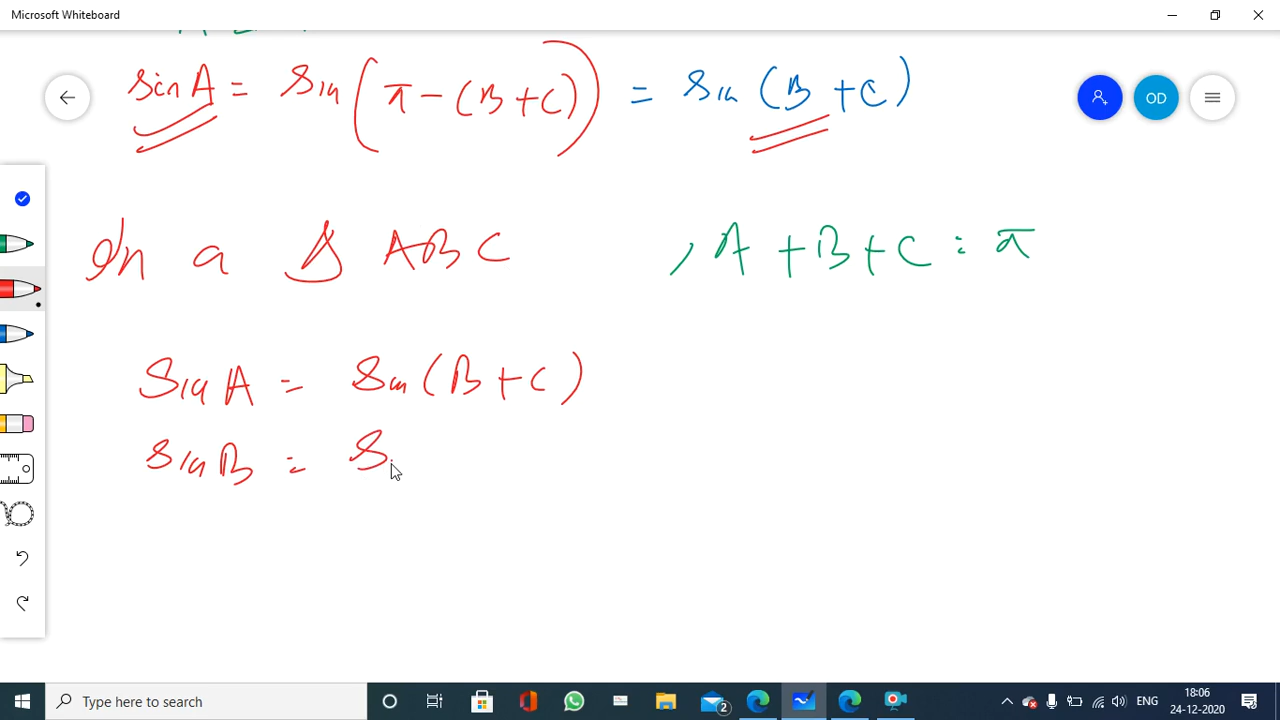 Microsoft Whiteboard
sin A = sin (π - (B+C)) = sin (B+C)
OD
In a Δ ABC , A + B + C = π
sin A = sin (B+C)
sin B = S
Type here to search
2
ENG
18:06
24-12-2020